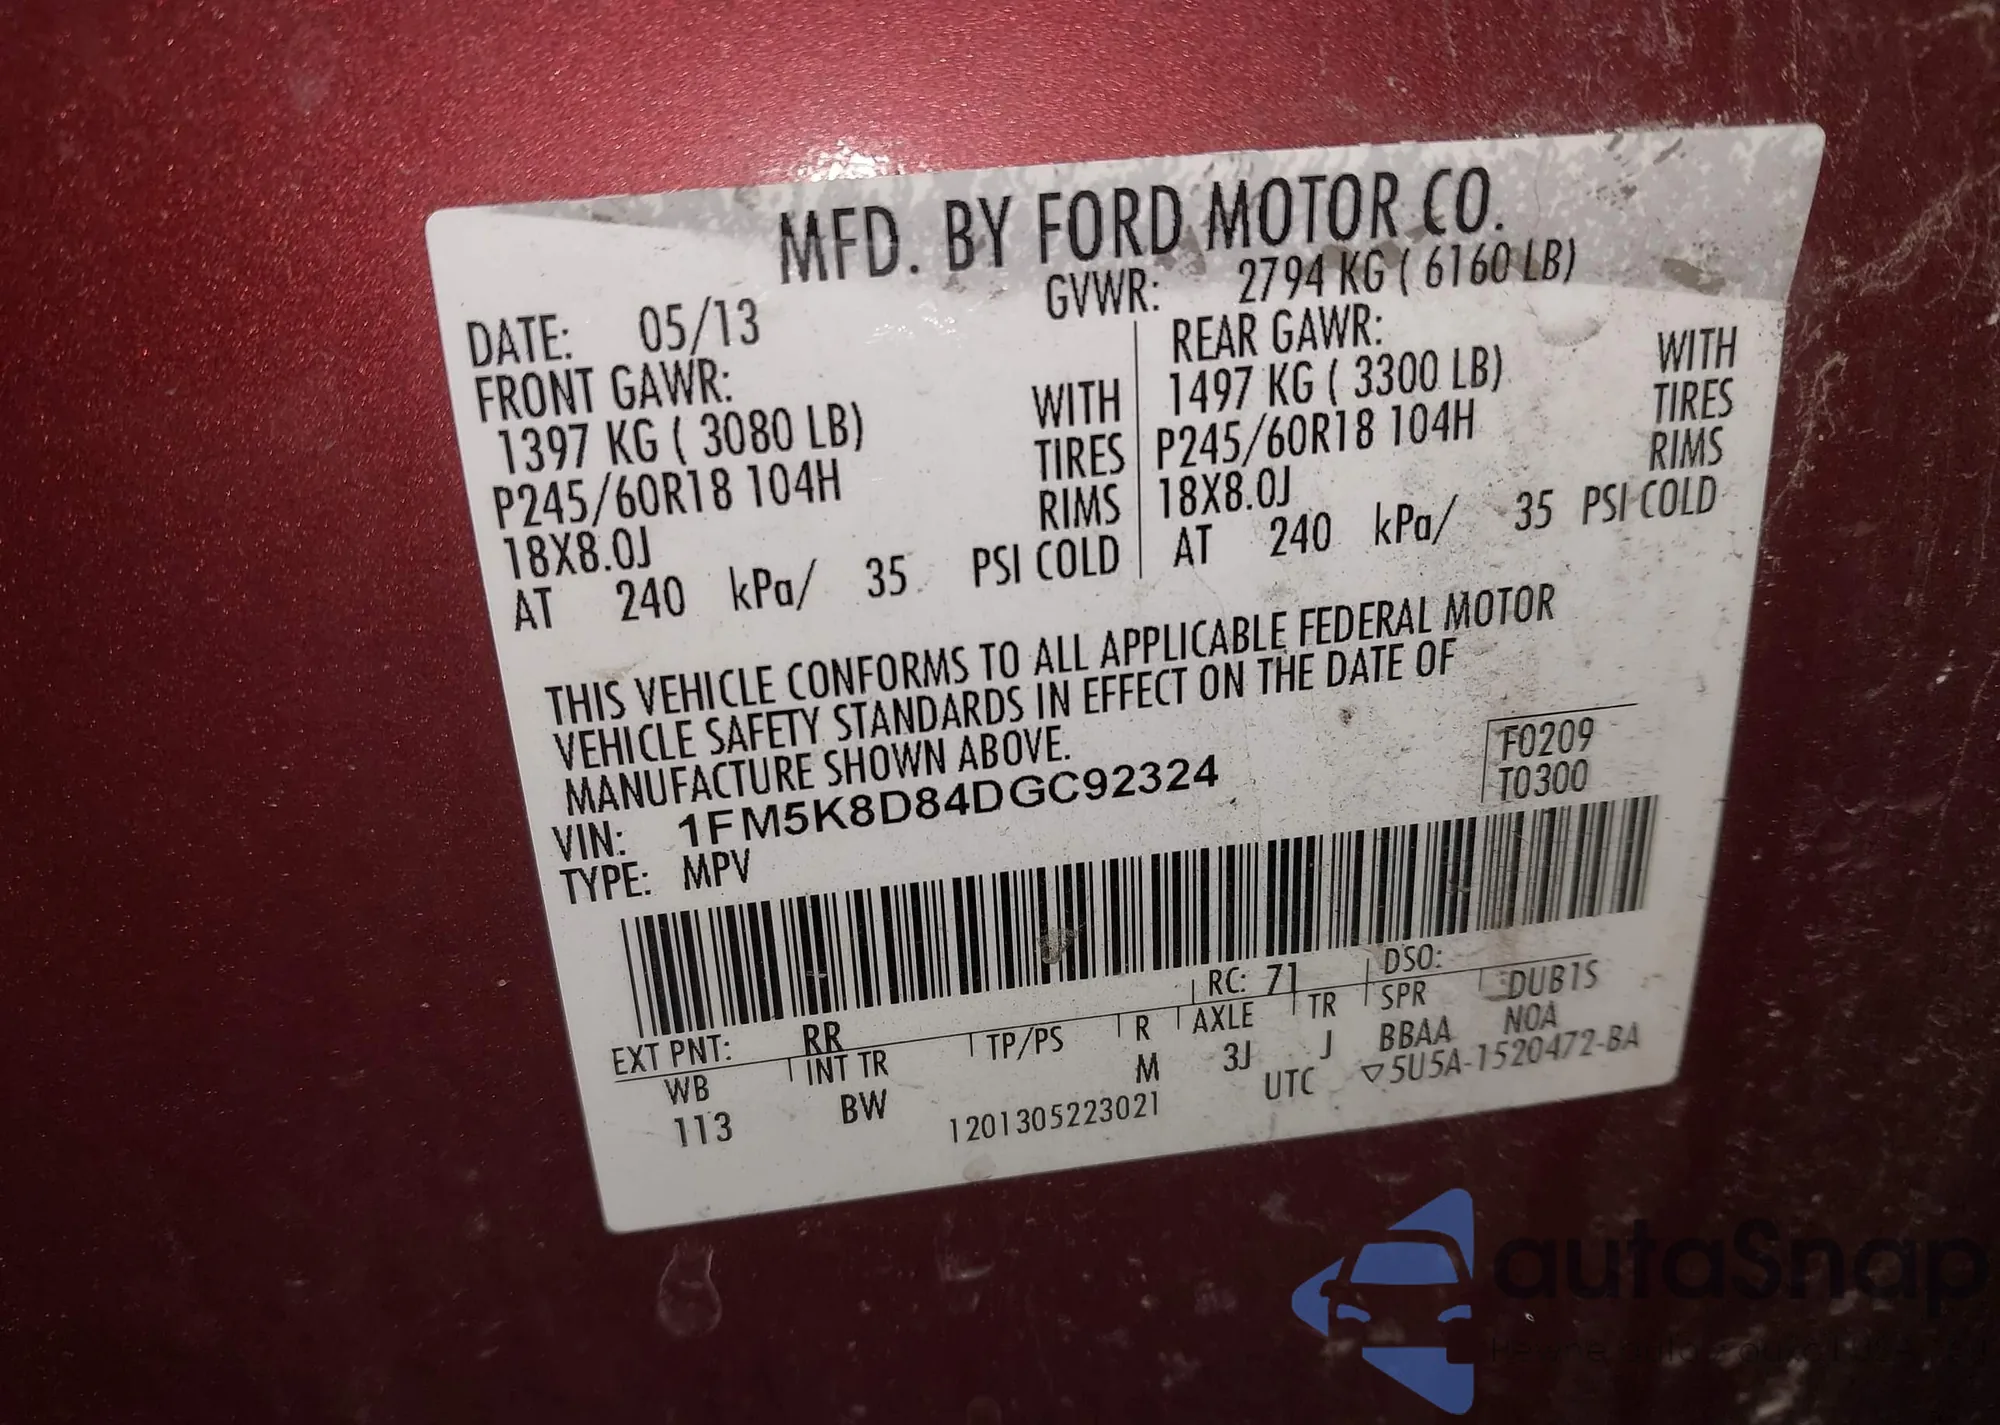 MFD. BY FORD MOTOR CO.
DATE: 05/13 GVWR: 2794 KG ( 6160 LB)
FRONT GAWR: REAR GAWR:
1397 KG ( 3080 LB) WITH 1497 KG ( 3300 LB) WITH
P245/60R18 104H TIRES P245/60R18 104H TIRES
18X8.0J RIMS 18X8.0J RIMS
AT 240 kPa/ 35 PSI COLD AT 240 kPa/ 35 PSI COLD
THIS VEHICLE CONFORMS TO ALL APPLICABLE FEDERAL MOTOR
VEHICLE SAFETY STANDARDS IN EFFECT ON THE DATE OF
MANUFACTURE SHOWN ABOVE.
VIN: 1FM5K8D84DGC92324 F0209
TYPE: MPV T0300
EXT PNT: RR RC: 71 DSO:
WB INT TR TP/PS R AXLE TR SPR DUB1S
113 BW M 3J J BBAA NOA
1201305223021 UTC ▽5U5A-1520472-BA
autoSnap